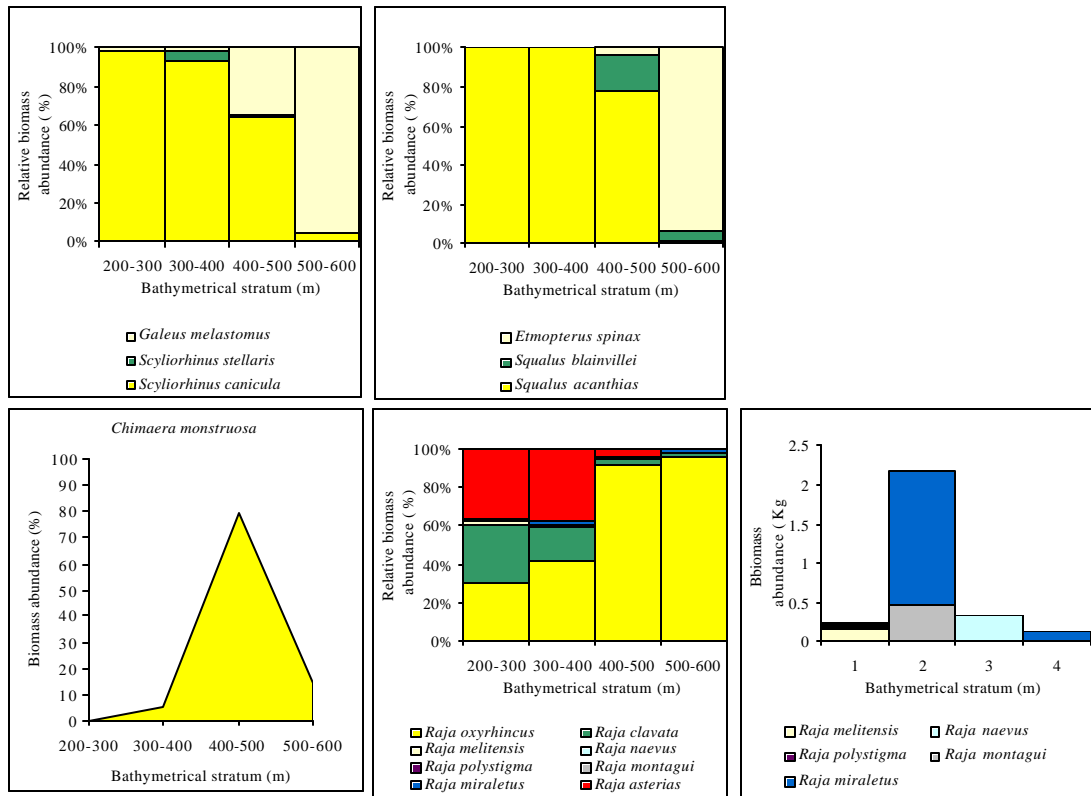 100%
80%
60%
40%
20%
0%
Relative biomass
abundance ( %)
200-300 300-400 400-500 500-600
Bathymetrical stratum (m)
Galeus melastomus
Scyliorhinus stellaris
Scyliorhinus canicula
100%
80%
60%
40%
20%
0%
Relative biomass
abundance ( %)
200-300 300-400 400-500 500-600
Bathymetrical stratum (m)
Etmopterus spinax
Squalus blainvillei
Squalus acanthias
Chimaera monstruosa
100
90
80
70
60
50
40
30
20
10
0
Biomass abundance (%)
200-300 300-400 400-500 500-600
Bathymetrical stratum (m)
100%
80%
60%
40%
20%
0%
Relative biomass
abundance ( %)
200-300 300-400 400-500 500-600
Bathymetrical stratum (m)
Raja oxyrhincus Raja clavata
Raja melitensis Raja naevus
Raja polystigma Raja montagui
Raja miraletus Raja asterias
2.5
2
1.5
1
0.5
0
Bbiomass
abundance ( Kg
1 2 3 4
Bathymetrical stratum (m)
Raja melitensis Raja naevus
Raja polystigma Raja montagui
Raja miraletus